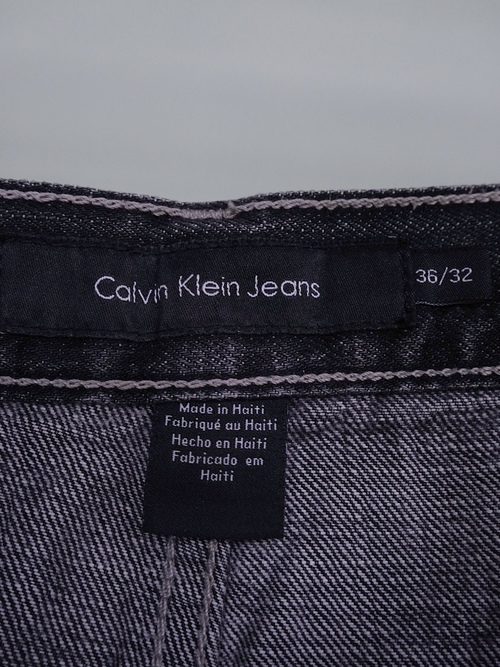 Calvin Klein Jeans
36/32
Made in Haiti
Fabriqué au Haiti
Hecho en Haiti
Fabricado em
Haiti